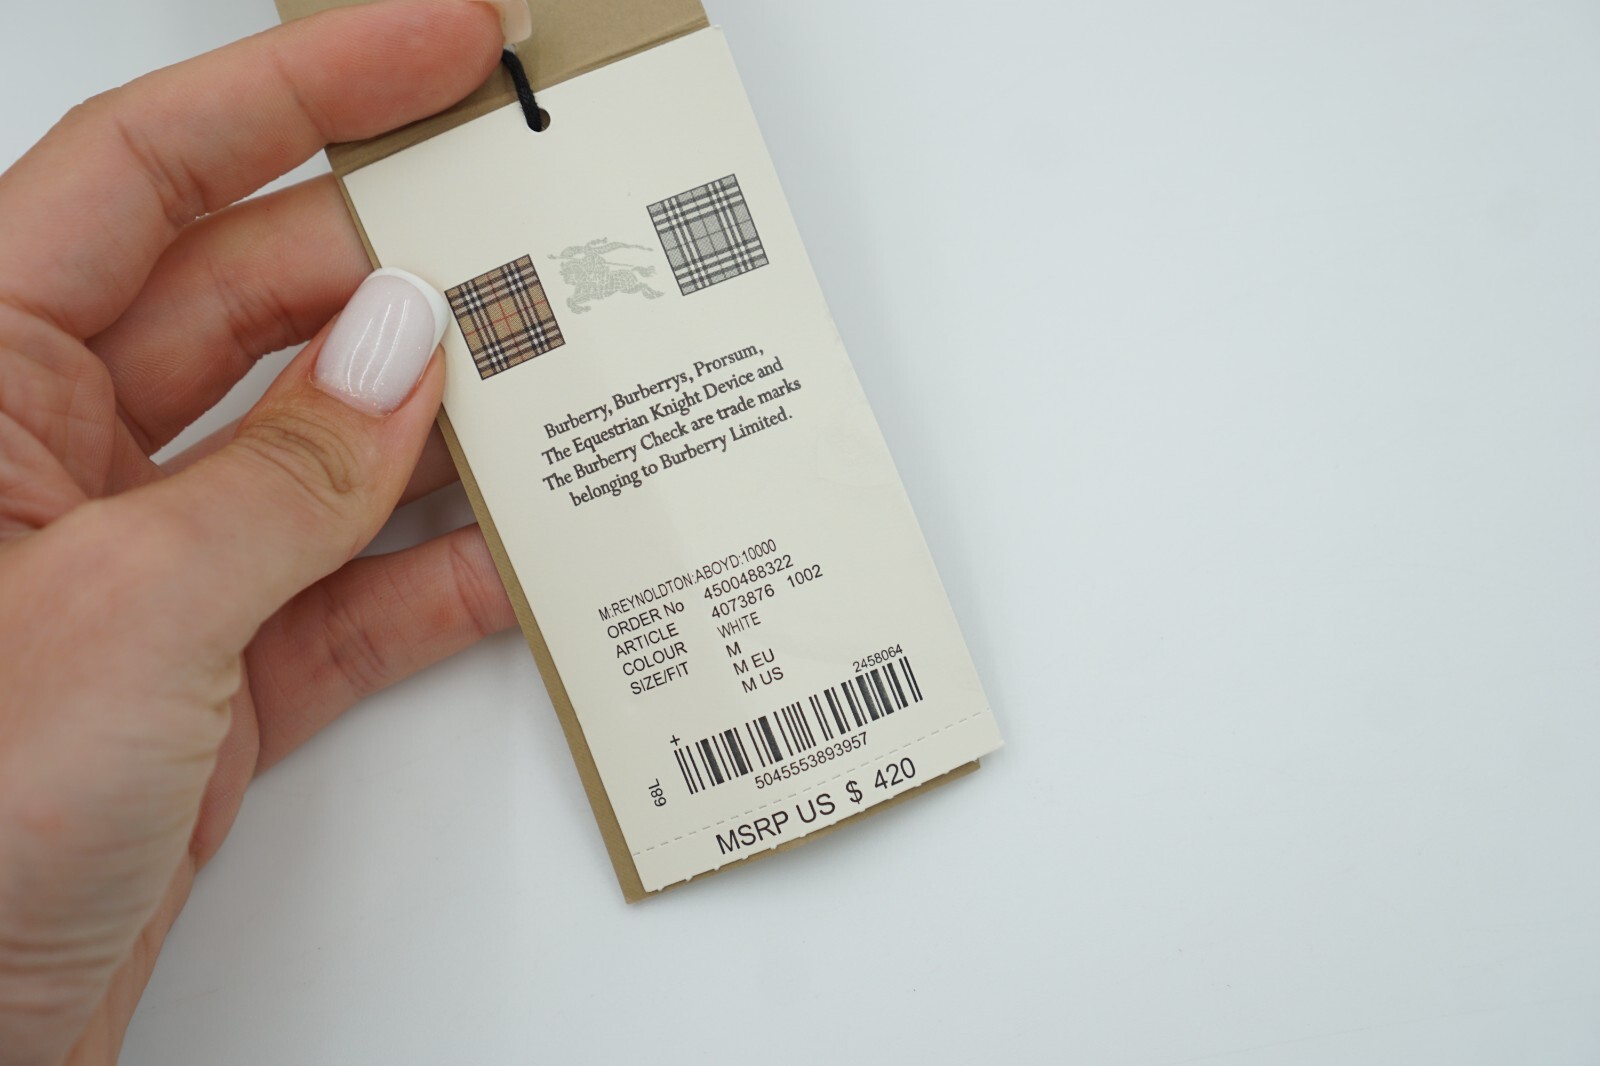 Burberry, Burberrys, Prorsum,
The Equestrian Knight Device and
The Burberry Check are trade marks
belonging to Burberry Limited.
M:REYNOLDTON:ABOYD:10000
ORDER No 4500488322
ARTICLE 4073876 1002
COLOUR WHITE
SIZE/FIT M
M EU
M US
2458064
+
68L
5045553893957
MSRP US $ 420